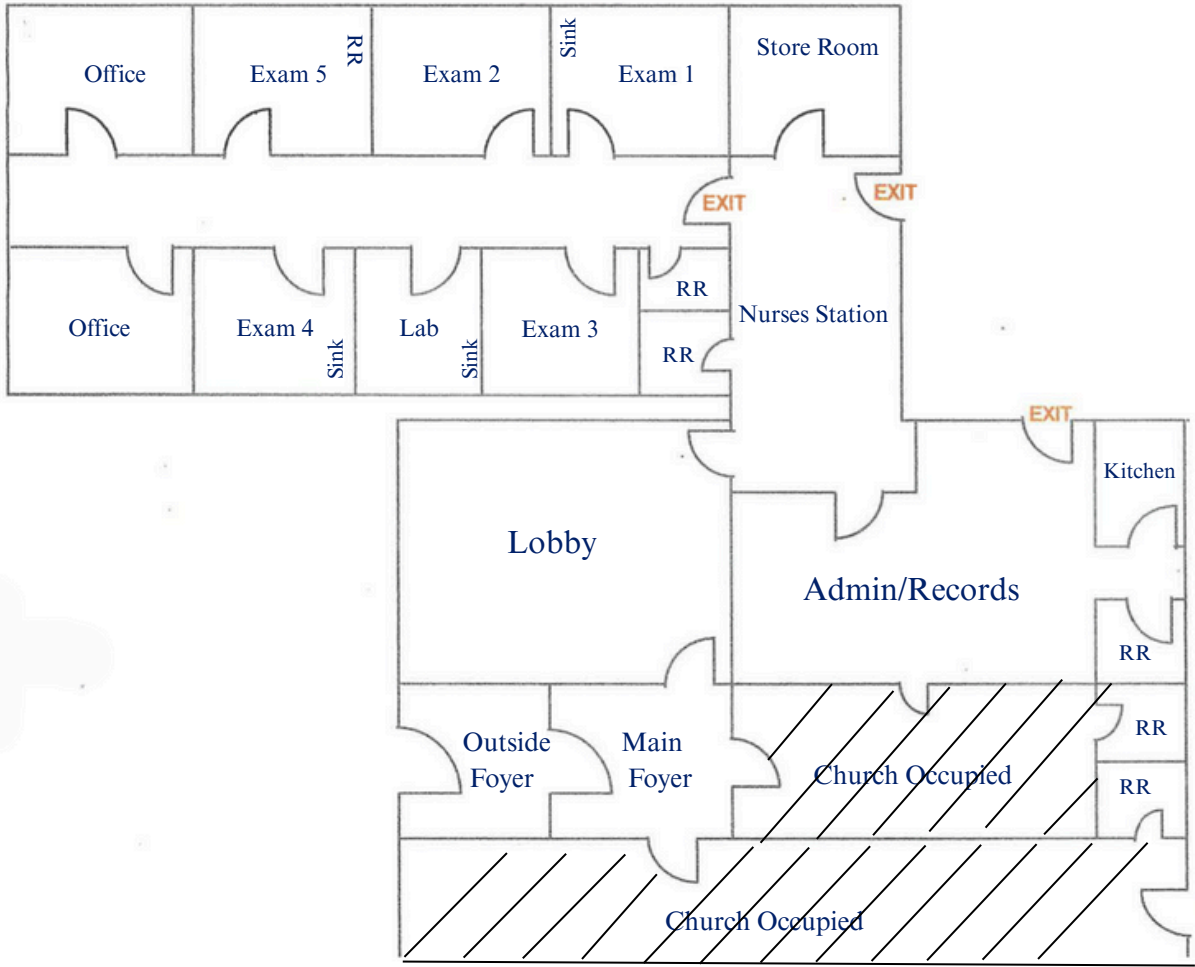 Office
Exam 5
RR
Exam 2
Sink
Exam 1
Store Room
EXIT
EXIT
Office
Exam 4
Sink
Lab
Sink
Exam 3
RR
RR
Nurses Station
EXIT
Kitchen
Lobby
Admin/Records
RR
Outside
Foyer
Main
Foyer
Church Occupied
RR
RR
Church Occupied